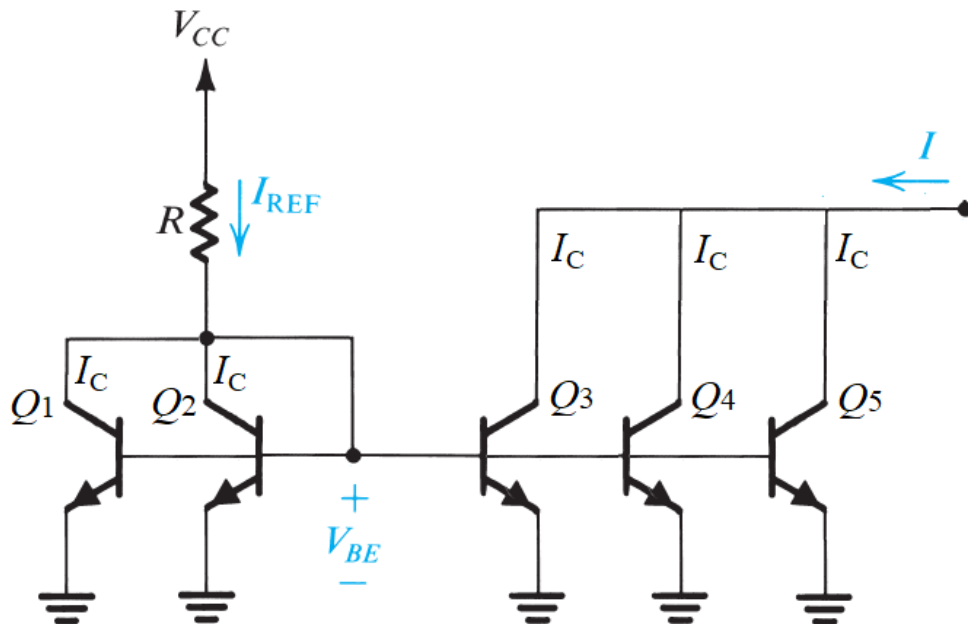 V_CC
I
R
I_REF
I_C
I_C
I_C
I_C
I_C
Q1
Q2
Q3
Q4
Q5
+
V_BE
−